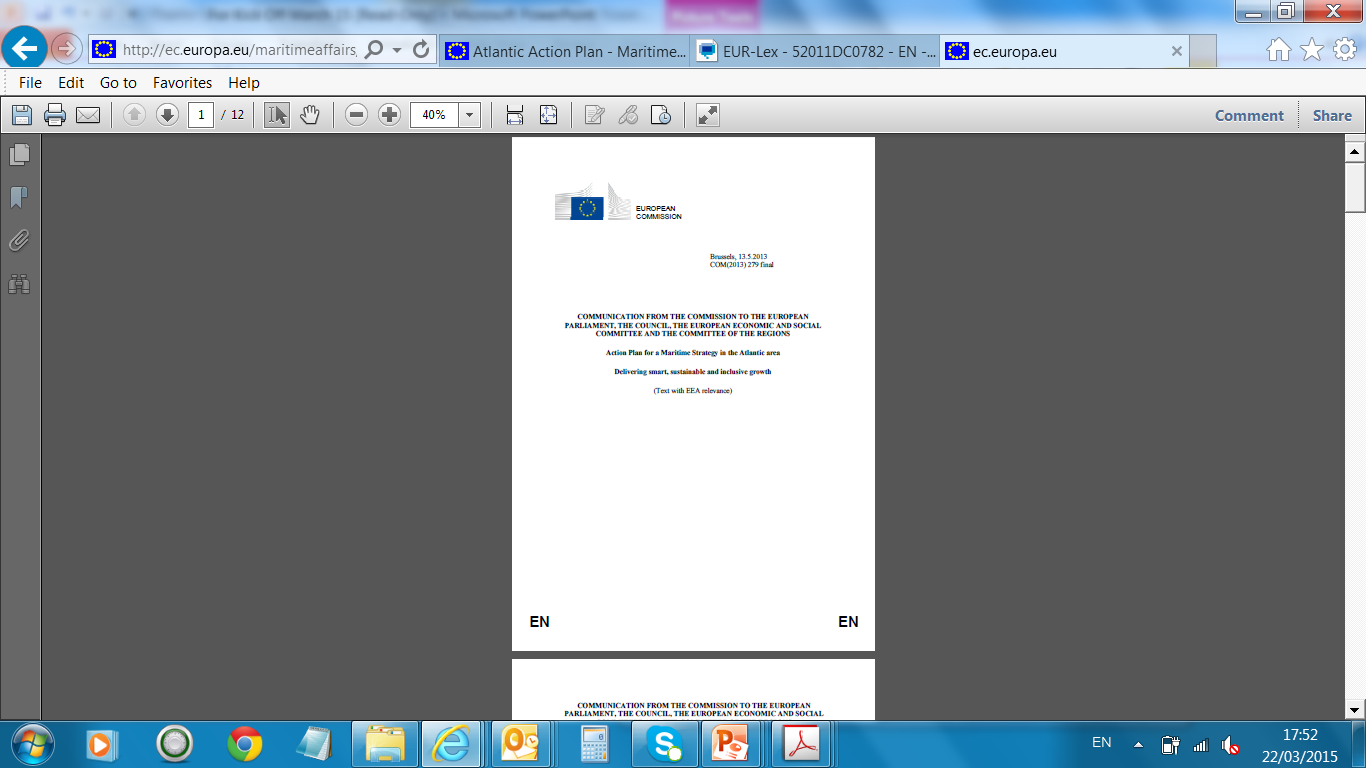 http://ec.europa.eu/maritimeaffairs
Atlantic Action Plan - Maritime...
EUR-Lex - 52011DC0782 - EN -...
ec.europa.eu
File Edit Go to Favorites Help
1 / 12
40%
Comment Share
EUROPEAN
COMMISSION
Brussels, 13.5.2013
COM(2013) 279 final
COMMUNICATION FROM THE COMMISSION TO THE EUROPEAN
PARLIAMENT, THE COUNCIL, THE EUROPEAN ECONOMIC AND SOCIAL
COMMITTEE AND THE COMMITTEE OF THE REGIONS
Action Plan for a Maritime Strategy in the Atlantic area
Delivering smart, sustainable and inclusive growth
(Text with EEA relevance)
EN EN
COMMUNICATION FROM THE COMMISSION TO THE EUROPEAN
PARLIAMENT, THE COUNCIL, THE EUROPEAN ECONOMIC AND SOCIAL
EN
17:52
22/03/2015